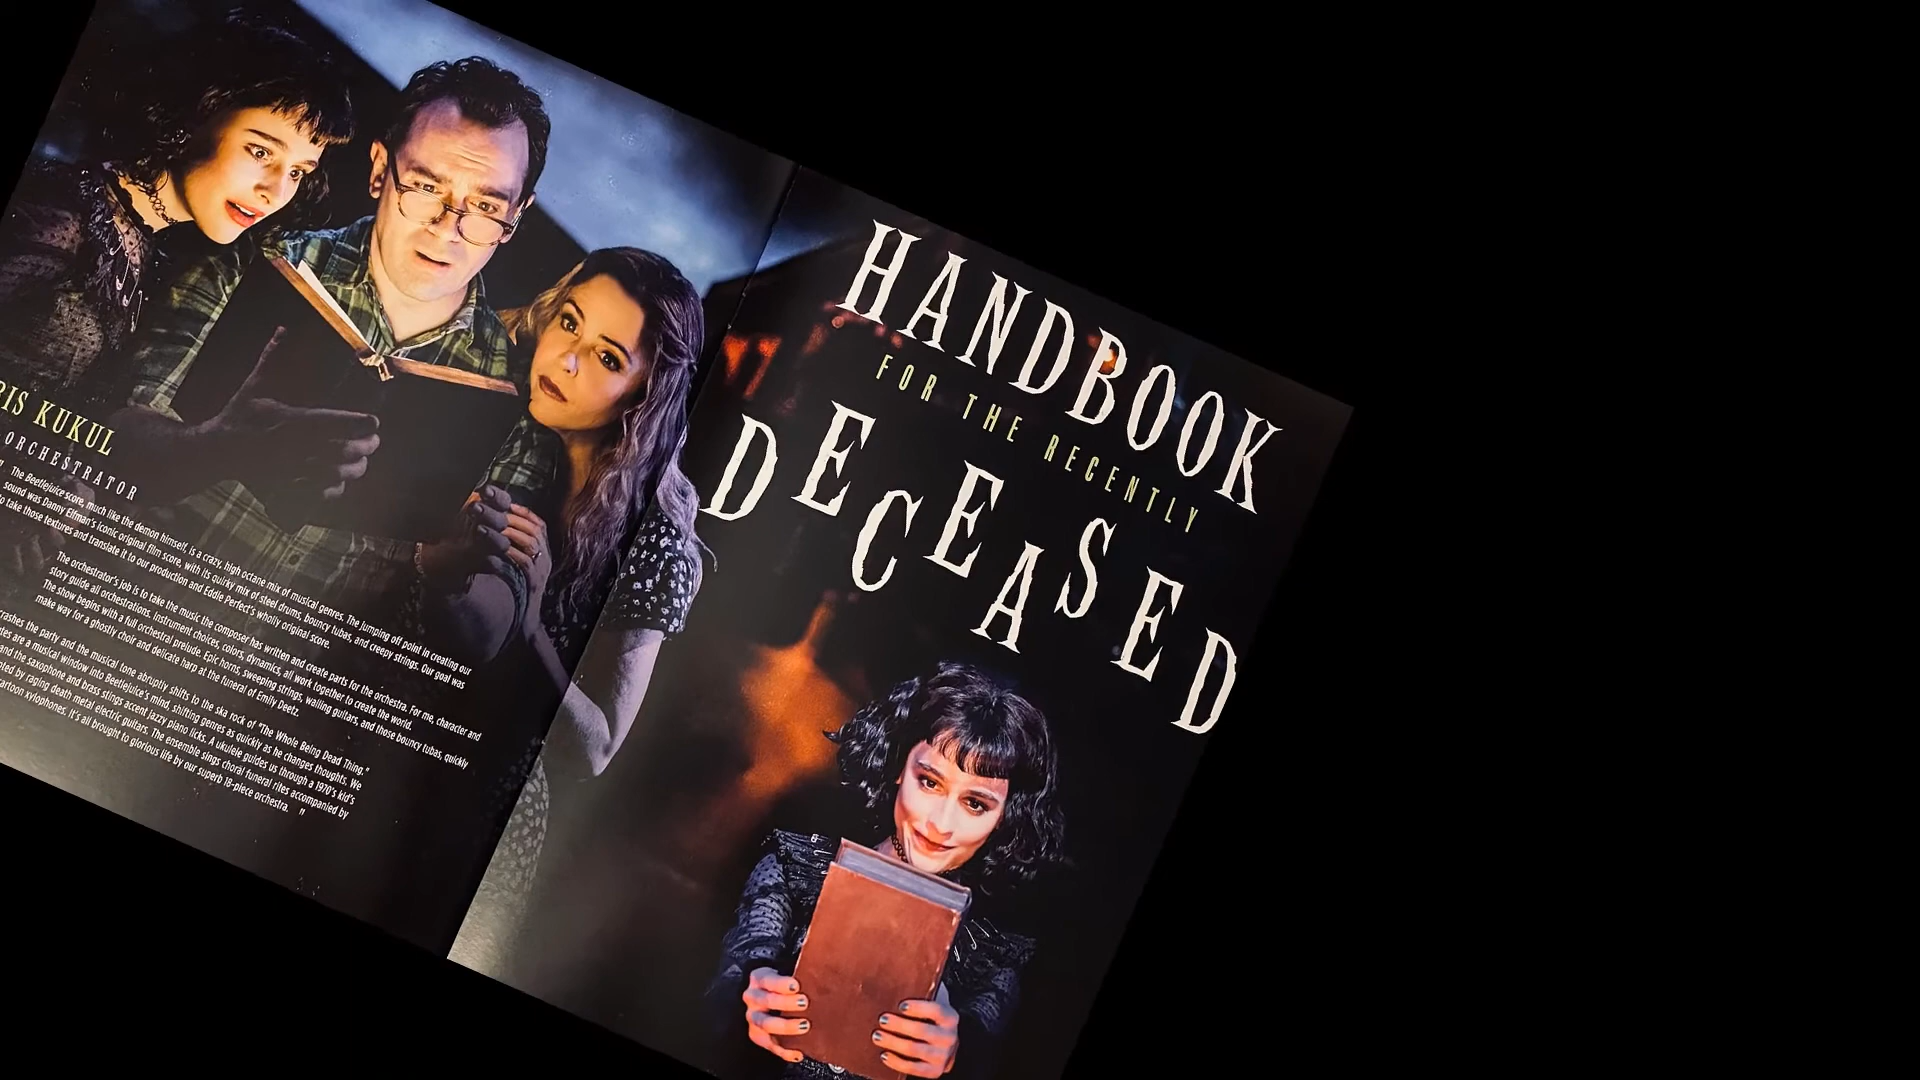 RIS KUKUL
ORCHESTRATOR
" The Beetlejuice score, much like the demon himself, is a crazy, high octane mix of musical genres. The jumping off point in creating our
sound was Danny Elfman's iconic original film score, with its quirky mix of steel drums, bouncy tubas, and creepy strings. Our goal was
to take those textures and translate it to our production and Eddie Perfect's wholly original score.
The orchestrator's job is to take the music the composer has written and create parts for the orchestra. For me, character and
story guide all orchestrations. Instrument choices, colors, dynamics, all work together to create the world.
The show begins with a full orchestral prelude. Epic horns, sweeping strings, wailing guitars, and those bouncy tubas, quickly
make way for a ghostly choir and delicate harp at the funeral of Emily Deetz.
crashes the party and the musical tone abruptly shifts to the ska rock of "The Whole Being Dead Thing."
are a musical window into Beetlejuice's mind, shifting genres as quickly as he changes thoughts. We
and the saxophone and brass stings accent jazzy piano licks. A ukulele guides us through a 1970's kid's
by raging death metal electric guitars. The ensemble sings choral funeral rites accompanied by
cartoon xylophones. It's all brought to glorious life by our superb 18-piece orchestra. "
HANDBOOK
FOR THE RECENTLY
DECEASED